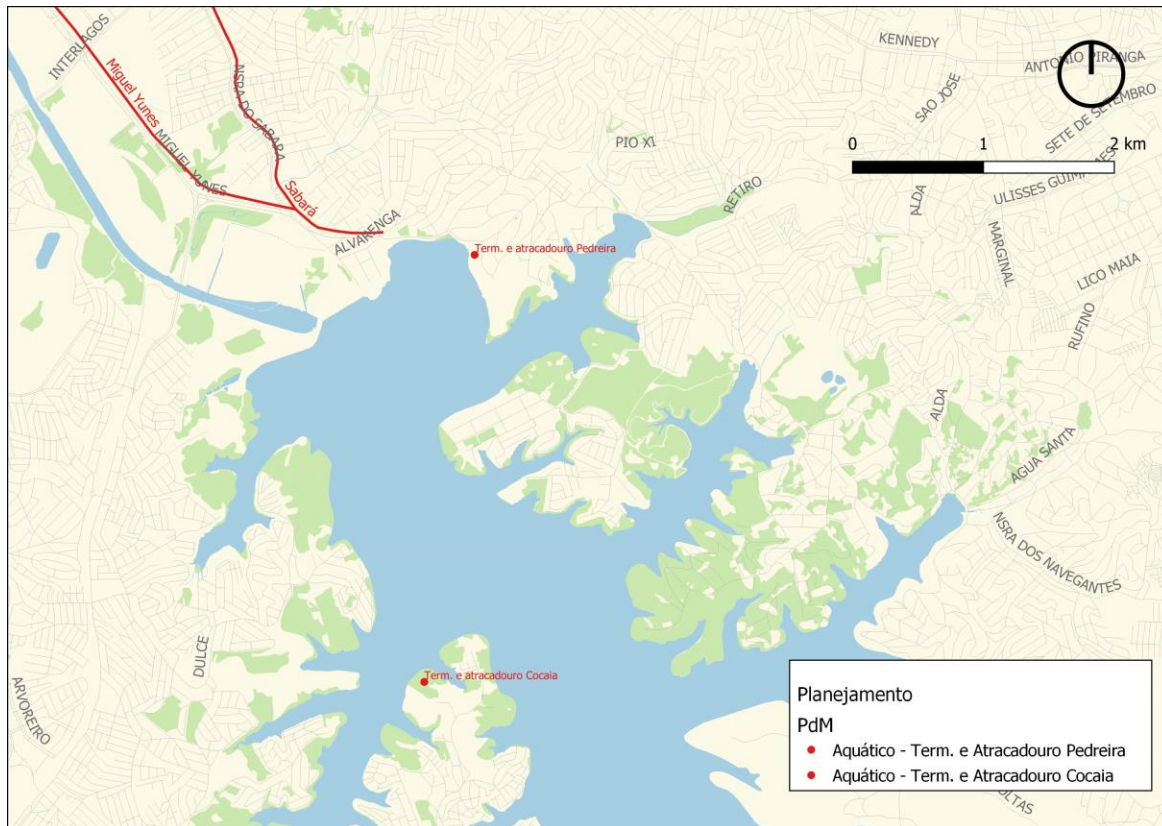 INTERLAGOS
KENNEDY
ANTONIO PIRANGA
Miguel Yunes
NSRA DO SABARA
SAO JOSE
SETE DE SETEMBRO
0 1 2 km
MIGUEL YUNES
PIO XI
Sabará
RETIRO
ALDA
ALVARENGA
MARGINAL
Term. e atracadouro Pedreira
LICO MAIA
RUFINO
ALDA
AGUA SANTA
NSRA DOS NAVEGANTES
DULCE
Term. e atracadouro Cocaia
ARVOREIRO
Planejamento
PdM
Aquático - Term. e Atracadouro Pedreira
Aquático - Term. e Atracadouro Cocaia